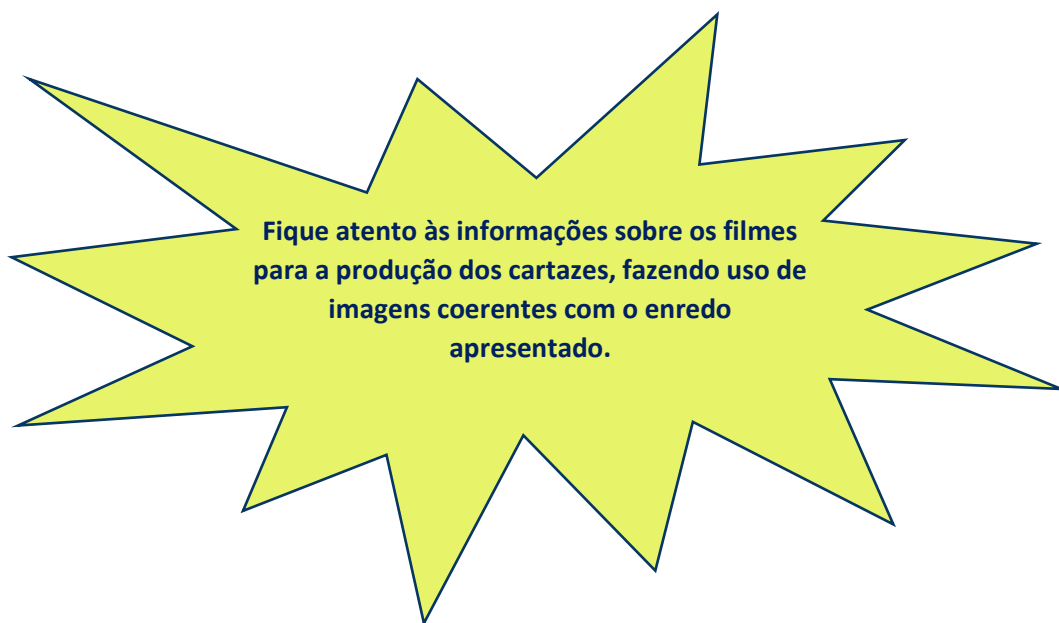 Fique atento às informações sobre os filmes
para a produção dos cartazes, fazendo uso de
imagens coerentes com o enredo
apresentado.